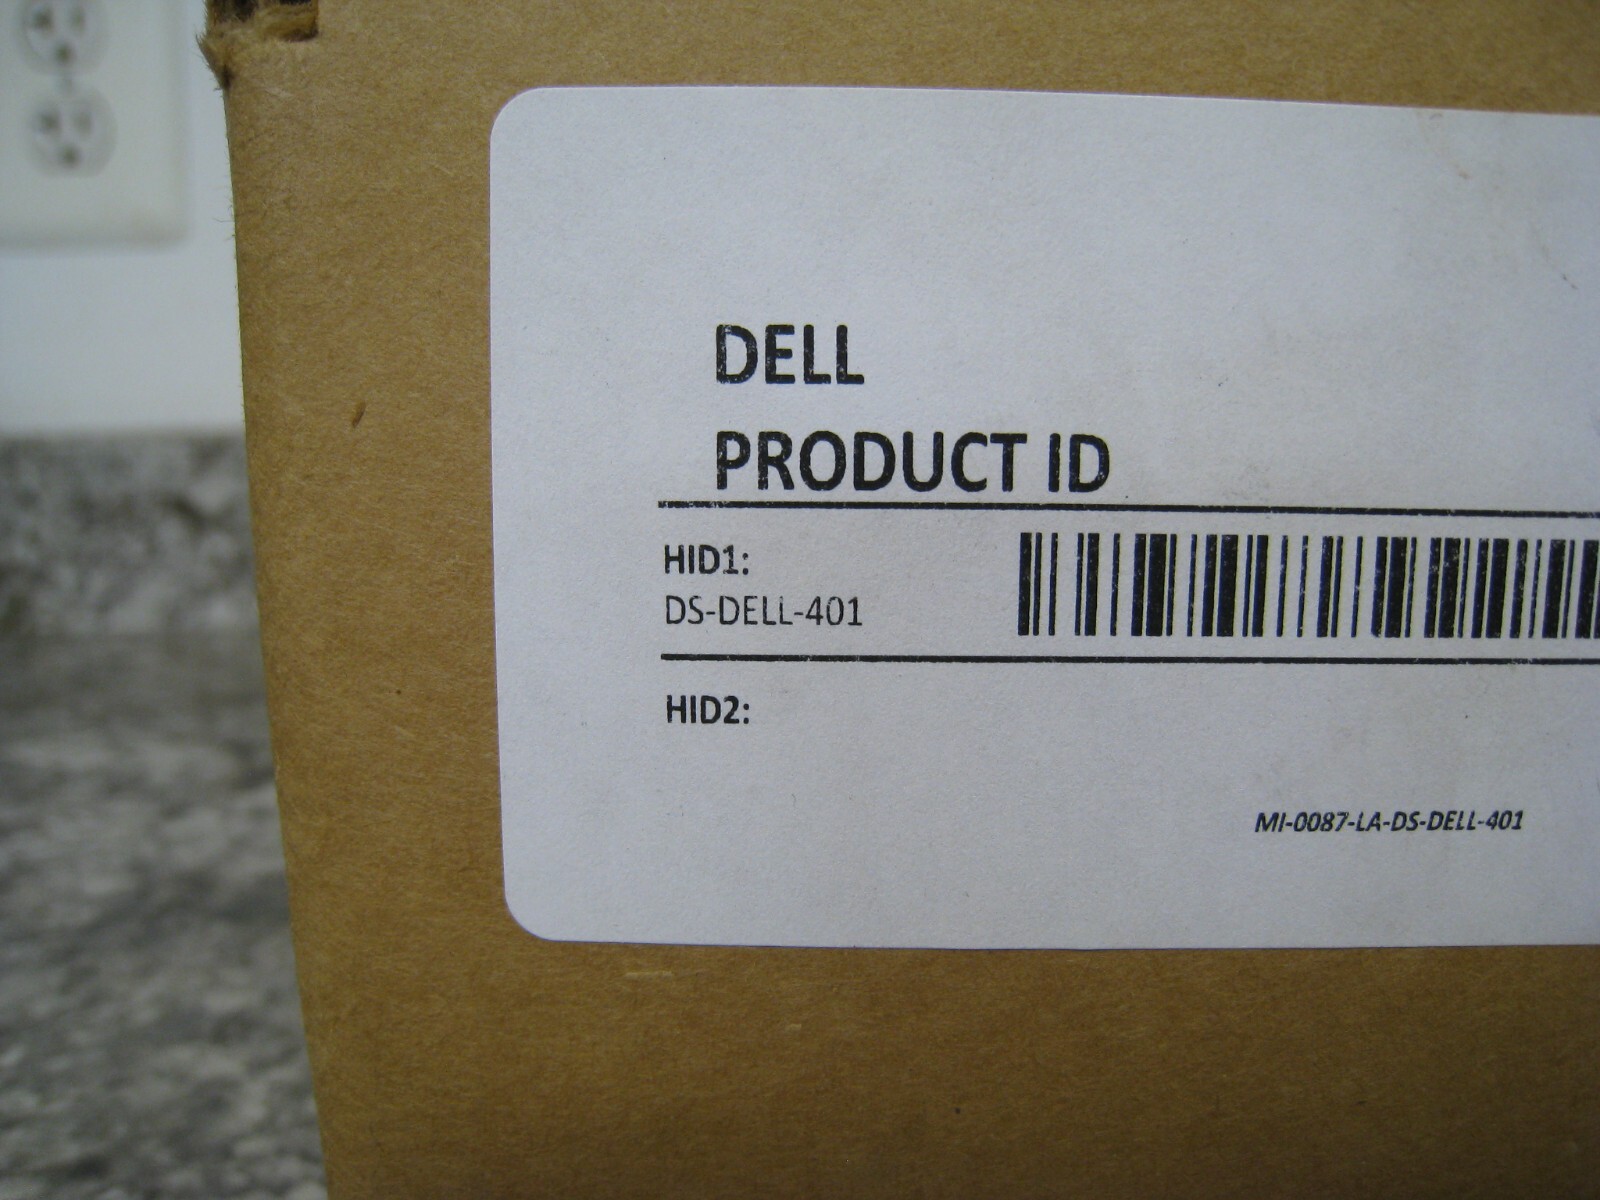 DELL
PRODUCT ID
HID1:
DS-DELL-401
HID2:
MI-0087-LA-DS-DELL-401